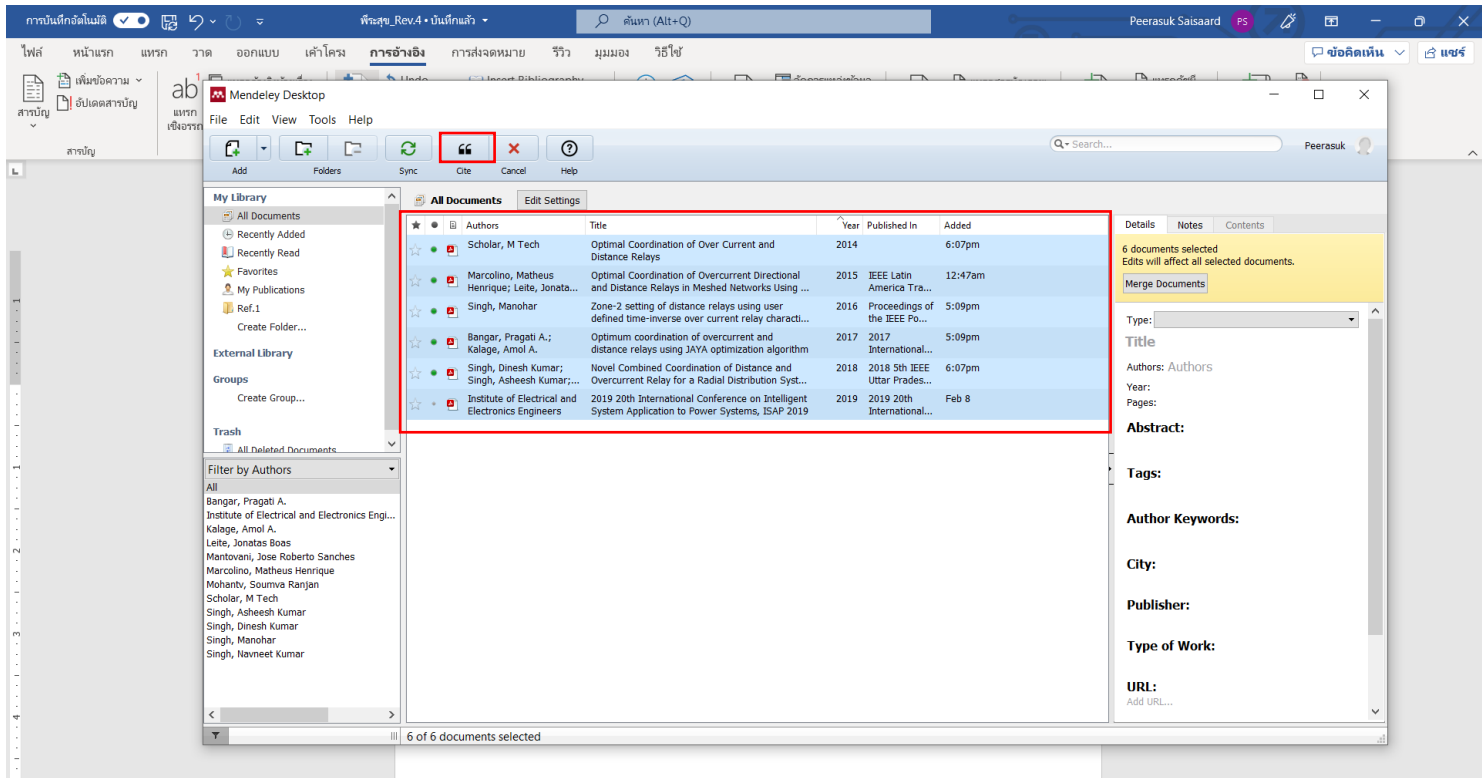 การบันทึกอัตโนมัติ พีระสุข_Rev.4 • บันทึกแล้ว ค้นหา (Alt+Q) Peerasuk Saisaard PS
ไฟล์ หน้าแรก แทรก วาด ออกแบบ เค้าโครง การอ้างอิง การส่งจดหมาย รีวิว มุมมอง วิธีใช้ ข้อคิดเห็น แชร์
สารบัญ
เพิ่มข้อความ
อัปเดตสารบัญ
สารบัญ
ab
แทรก
เชิงอรรถ
Undo Insert Bibliography
Mendeley Desktop
File Edit View Tools Help
Add Folders Sync Cite Cancel Help
Search...
Peerasuk
My Library
All Documents
Recently Added
Recently Read
Favorites
My Publications
Ref.1
Create Folder...
External Library
Groups
Create Group...
Trash
All Deleted Documents
Filter by Authors
All
Bangar, Pragati A.
Institute of Electrical and Electronics Engi...
Kalage, Amol A.
Leite, Jonatas Boas
Mantovani, Jose Roberto Sanches
Marcolino, Matheus Henrique
Mohanty, Soumva Ranjan
Scholar, M Tech
Singh, Asheesh Kumar
Singh, Dinesh Kumar
Singh, Manohar
Singh, Navneet Kumar
All Documents Edit Settings
Authors Title Year Published In Added
Scholar, M Tech Optimal Coordination of Over Current and 2014 6:07pm
Distance Relays
Marcolino, Matheus Optimal Coordination of Overcurrent Directional 2015 IEEE Latin 12:47am
Henrique; Leite, Jonata... and Distance Relays in Meshed Networks Using ... America Tra...
Singh, Manohar Zone-2 setting of distance relays using user 2016 Proceedings of 5:09pm
defined time-inverse over current relay characti... the IEEE Po...
Bangar, Pragati A.; Optimum coordination of overcurrent and 2017 2017 5:09pm
Kalage, Amol A. distance relays using JAYA optimization algorithm International...
Singh, Dinesh Kumar; Novel Combined Coordination of Distance and 2018 2018 5th IEEE 6:07pm
Singh, Asheesh Kumar;... Overcurrent Relay for a Radial Distribution Syst... Uttar Prades...
Institute of Electrical and 2019 20th International Conference on Intelligent 2019 2019 20th Feb 8
Electronics Engineers System Application to Power Systems, ISAP 2019 International...
6 of 6 documents selected
Details Notes Contents
6 documents selected
Edits will affect all selected documents.
Merge Documents
Type:
Title
Authors: Authors
Year:
Pages:
Abstract:
Tags:
Author Keywords:
City:
Publisher:
Type of Work:
URL:
Add URL...